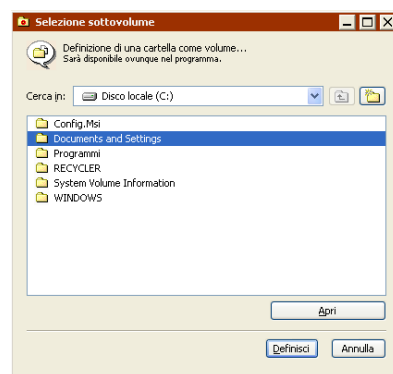 Selezione sottovolume
Definizione di una cartella come volume...
Sarà disponibile ovunque nel programma.
Cerca in: Disco locale (C:)
Config.Msi
Documents and Settings
Programmi
RECYCLER
System Volume Information
WINDOWS
Apri
Definisci Annulla